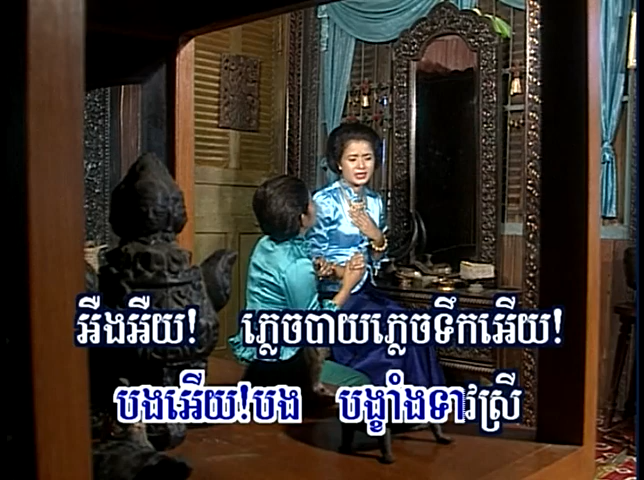 អឺងអឺយ! ភ្លេចបាយភ្លេចទឹកអើយ!
បងអើយ!បង បង្ខាំងទាវស្រី